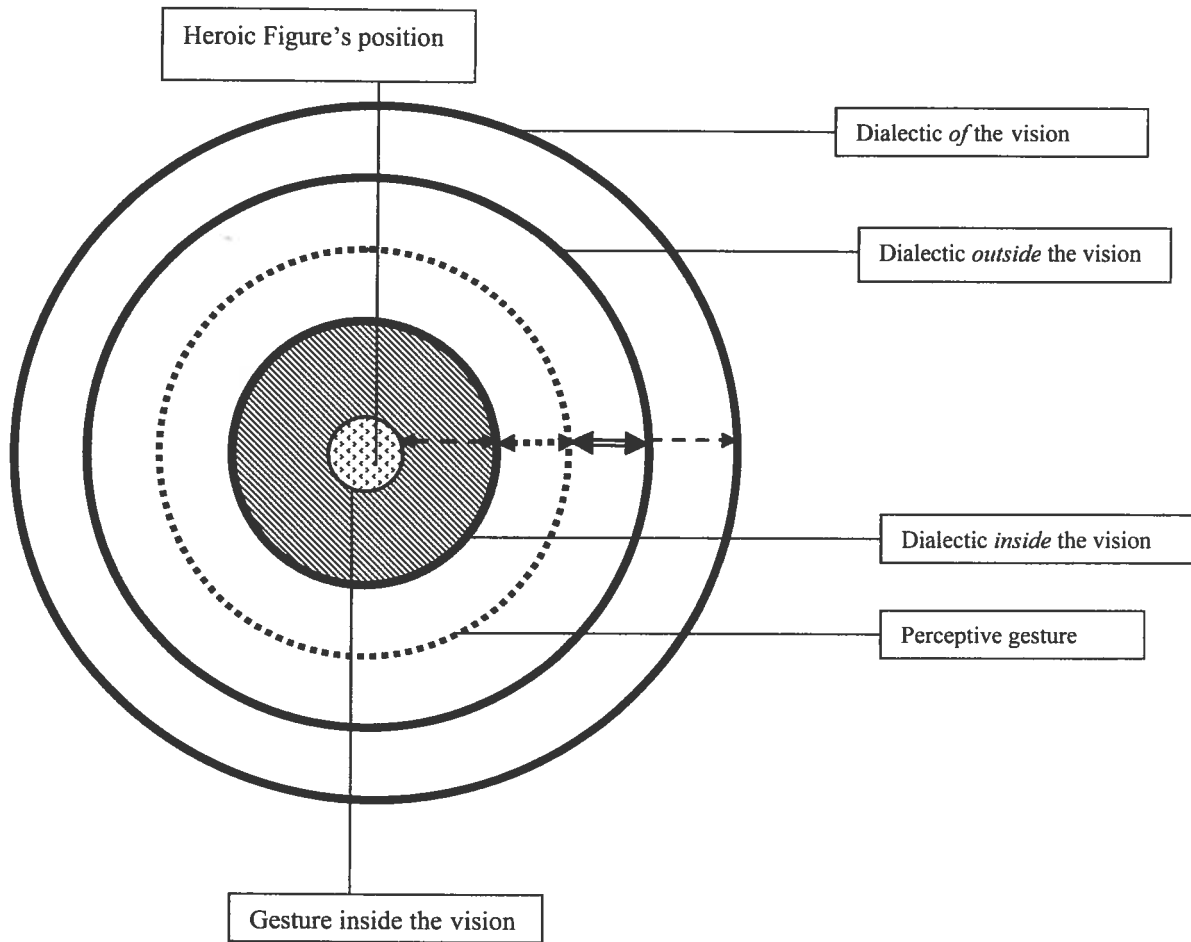 Heroic Figure's position
Dialectic of the vision
Dialectic outside the vision
Dialectic inside the vision
Perceptive gesture
Gesture inside the vision